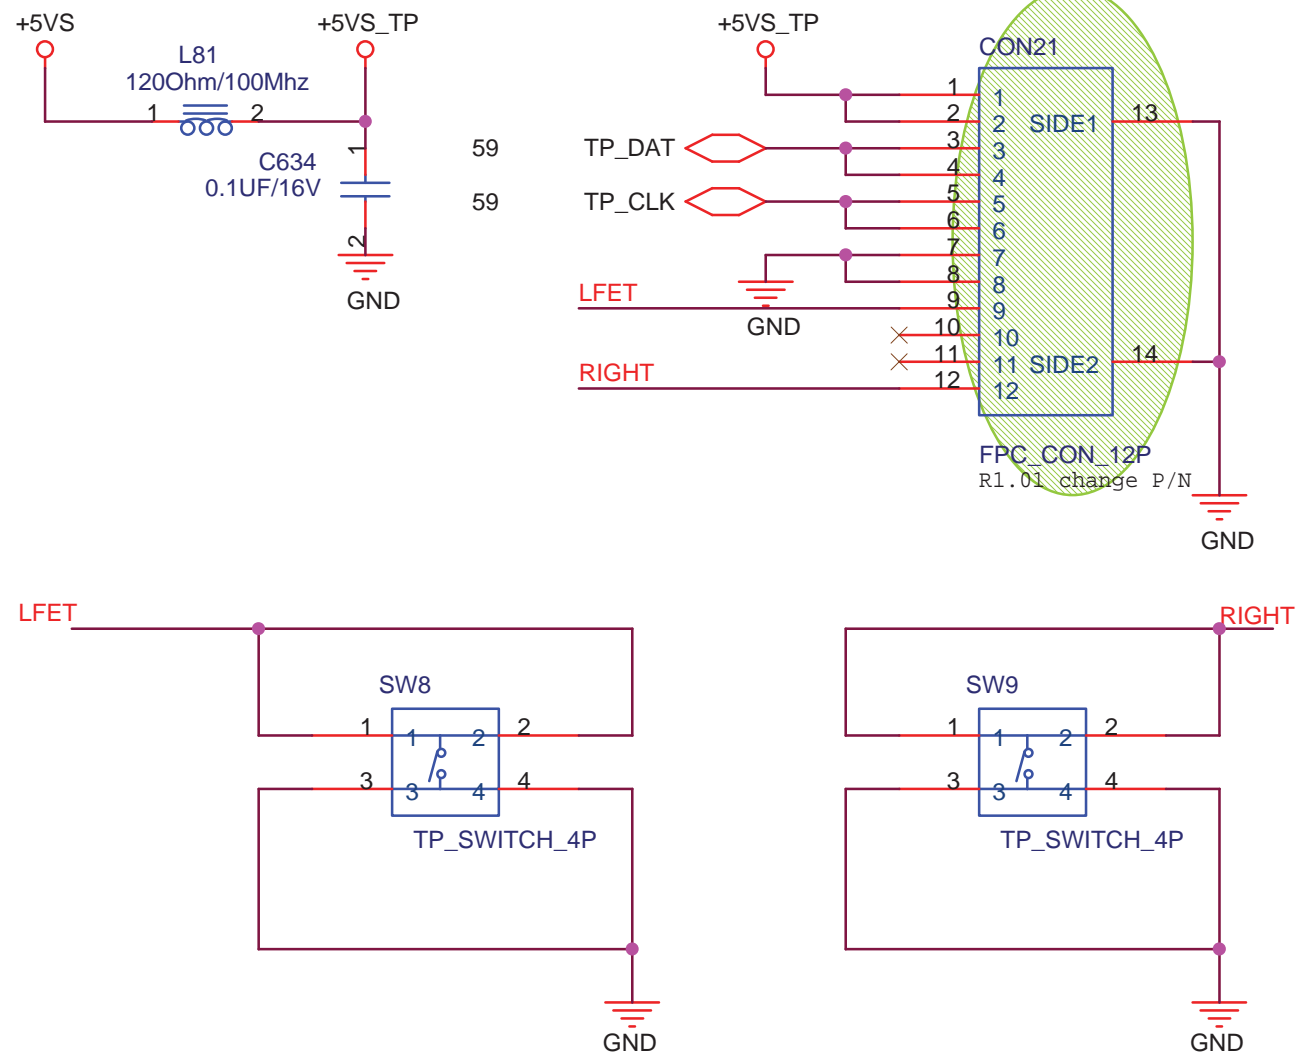 +5VS
+5VS_TP
L81
120Ohm/100Mhz
1
2
1
C634
0.1UF/16V
2
GND
+5VS_TP
CON21
59
TP_DAT
59
TP_CLK
1
2
3
4
5
6
7
8
9
10
11
12
1
2
3
4
5
6
7
8
9
10
11
12
SIDE1
13
SIDE2
14
GND
LFET
RIGHT
FPC_CON_12P
R1.01 change P/N
GND
LFET
SW8
1
1
2
2
3
3
4
4
TP_SWITCH_4P
GND
RIGHT
SW9
1
1
2
2
3
3
4
4
TP_SWITCH_4P
GND